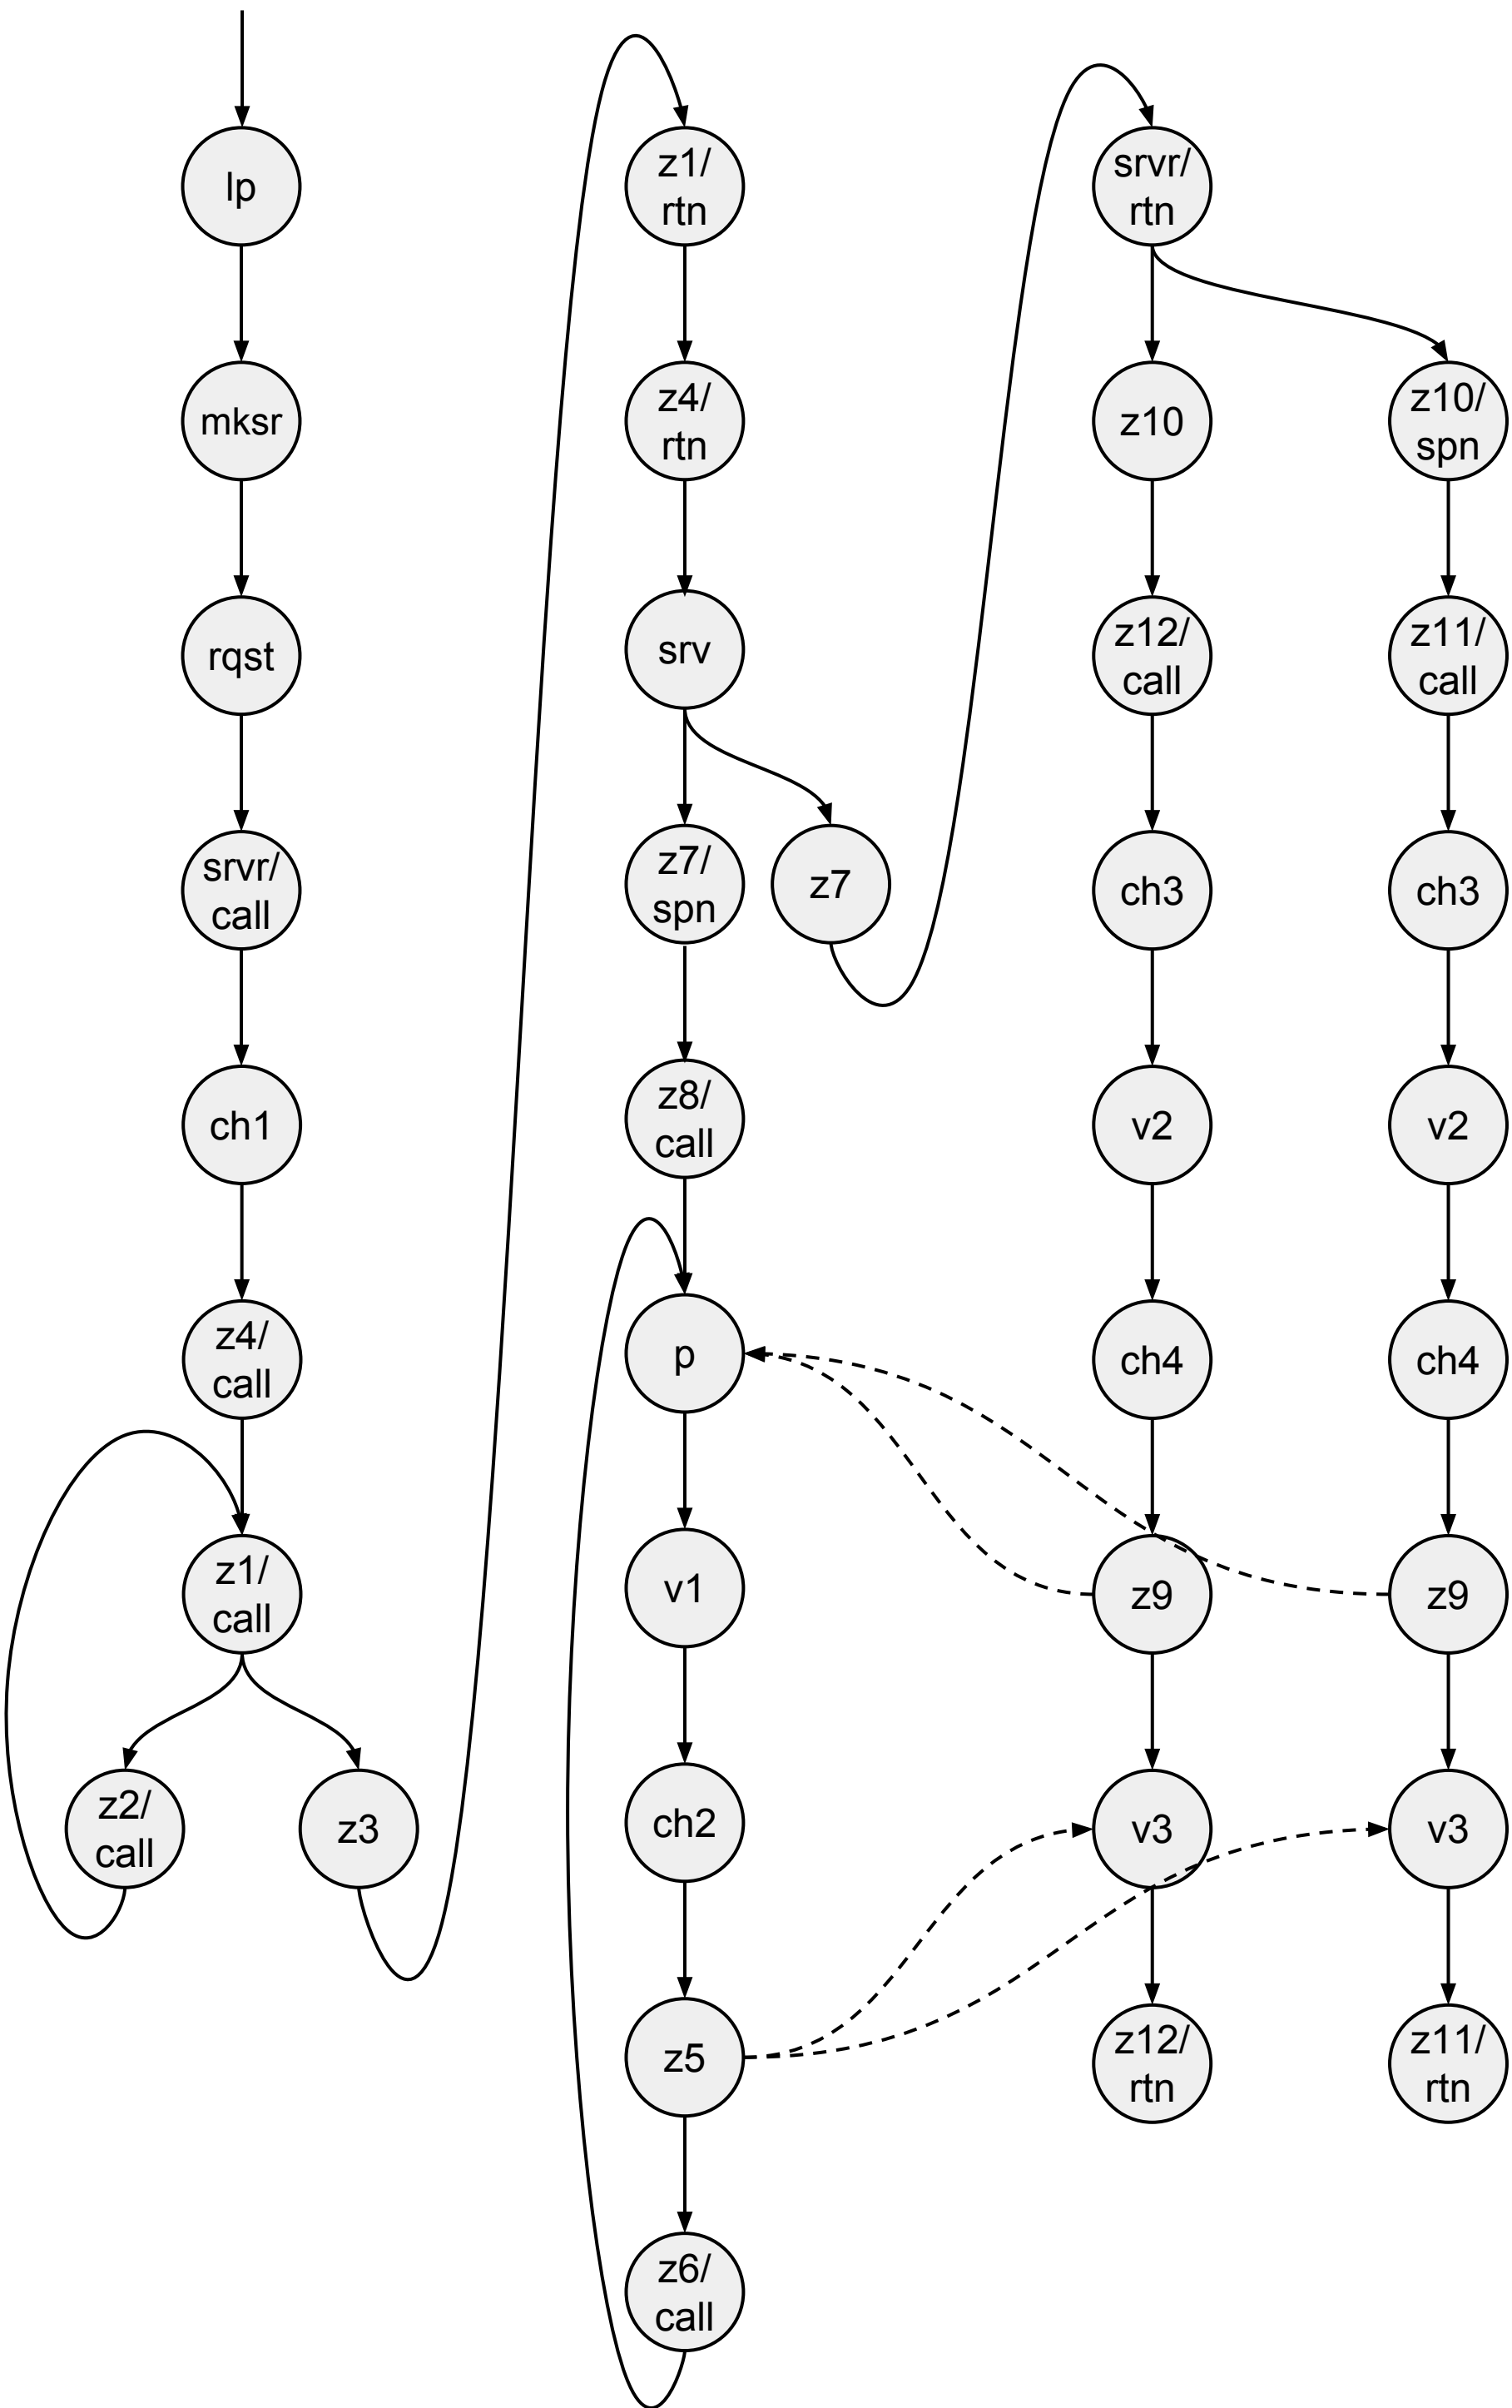 lp
mksr
rqst
srvr/
call
ch1
z4/
call
z1/
call
z2/
call
z3
z1/
rtn
z4/
rtn
srv
z7/
spn
z7
z8/
call
p
v1
ch2
z5
z6/
call
srvr/
rtn
z10
z12/
call
ch3
v2
ch4
z9
v3
z12/
rtn
z10/
spn
z11/
call
ch3
v2
ch4
z9
v3
z11/
rtn